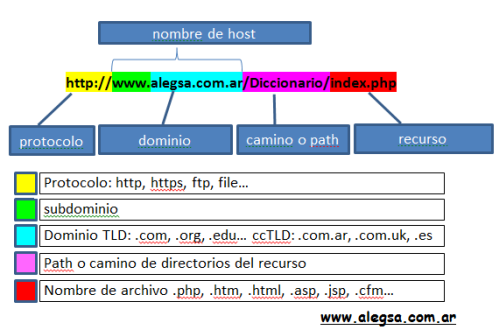 nombre de host
http://www.alegsa.com.ar/Diccionario/index.php
protocolo
dominio
camino o path
recurso
Protocolo: http, https, ftp, file...
subdominio
Dominio TLD: .com, .org, .edu... ccTLD: .com.ar, .com.uk, .es
Path o camino de directorios del recurso
Nombre de archivo .php, .htm, .html, .asp, .jsp, .cfm...
www.alegsa.com.ar